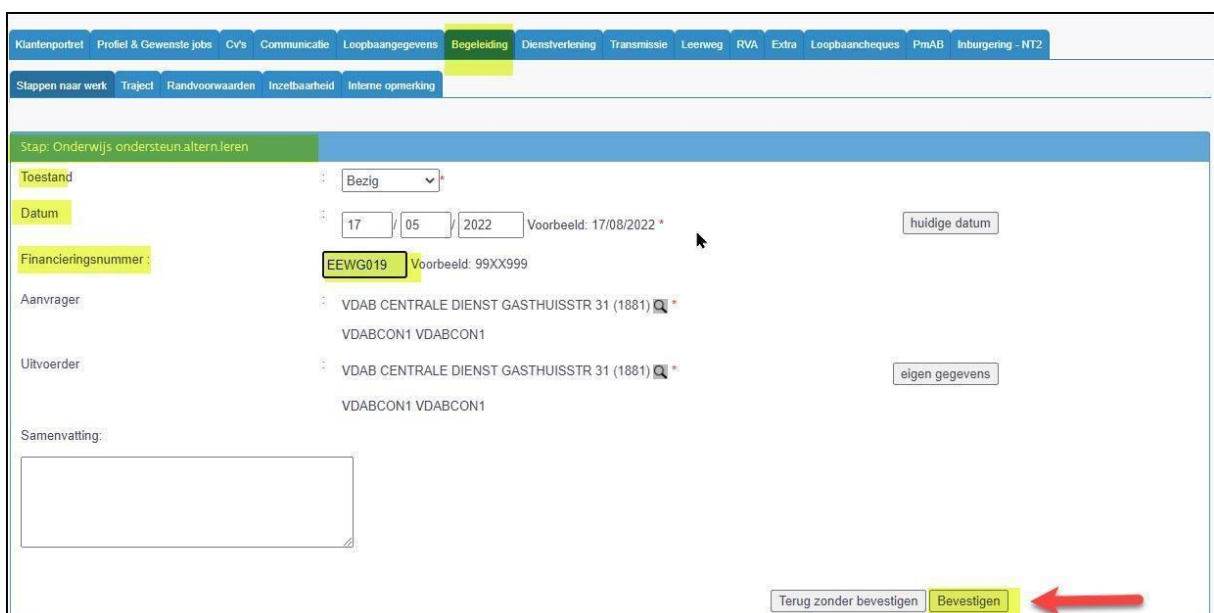 Klantenportret Profiel & Gewenste jobs Cv's Communicatie Loopbaangegevens Begeleiding Dienstverlening Transmissie Leerweg RVA Extra Loopbaancheques PmAB Inburgering - NT2
Stappen naar werk Traject Randvoorwaarden Inzetbaarheid Interne opmerking
Stap: Onderwijs ondersteun.altern.leren
Toestand : Bezig *
Datum : 17 / 05 / 2022 Voorbeeld: 17/08/2022 * huidige datum
Financieringsnummer : EEWG019 Voorbeeld: 99XX999
Aanvrager : VDAB CENTRALE DIENST GASTHUISSTR 31 (1881) *
VDABCON1 VDABCON1
Uitvoerder : VDAB CENTRALE DIENST GASTHUISSTR 31 (1881) * eigen gegevens
VDABCON1 VDABCON1
Samenvatting:
Terug zonder bevestigen Bevestigen